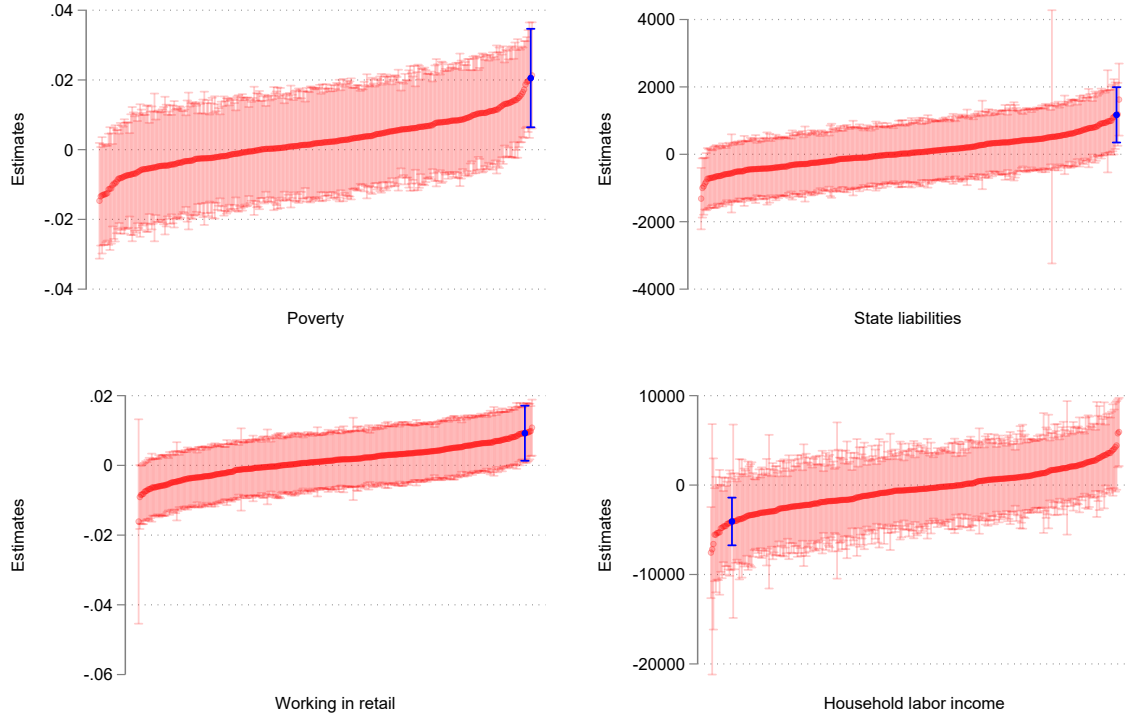 .04
.02
0
-.02
-.04
Estimates
Poverty
4000
2000
0
-2000
-4000
Estimates
State liabilities
.02
0
-.02
-.04
-.06
Estimates
Working in retail
10000
0
-10000
-20000
Estimates
Household labor income